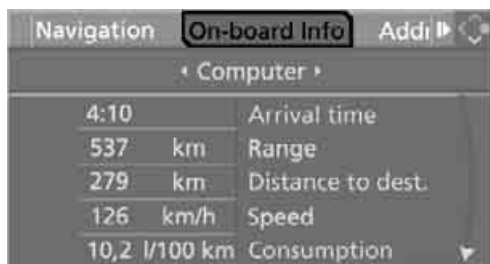 Navigation On-board Info Addr
Computer
4:10 Arrival time
537 km Range
279 km Distance to dest.
126 km/h Speed
10,2 l/100 km Consumption